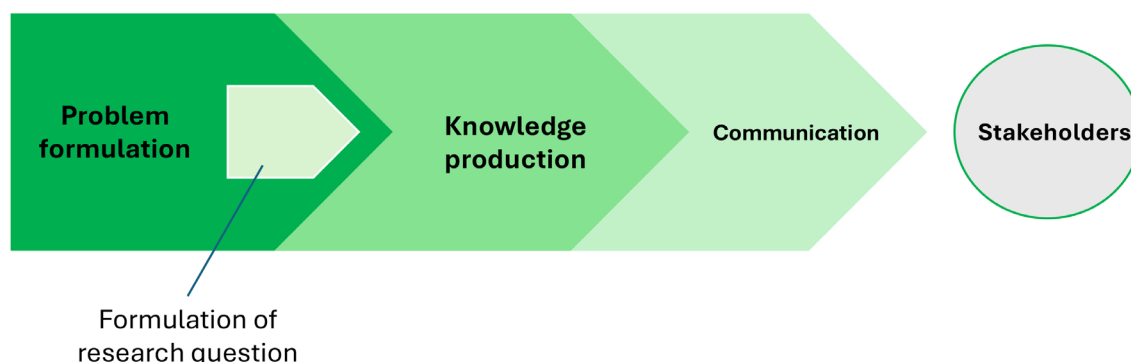 Problem
formulation
Knowledge
production
Communication
Stakeholders
Formulation of
research question